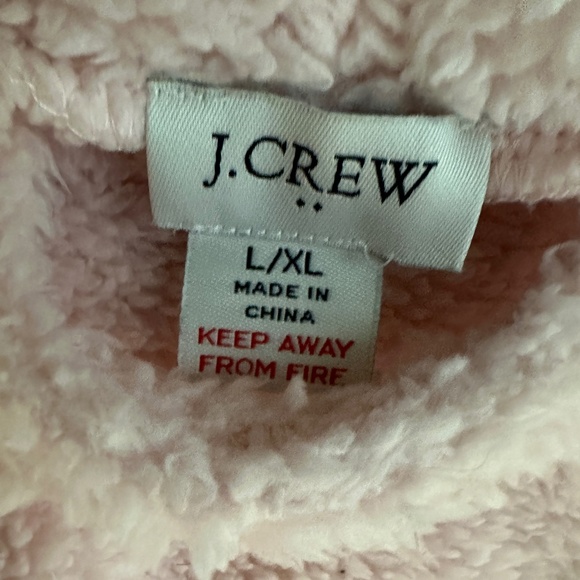 J.CREW
L/XL
MADE IN
CHINA
KEEP AWAY
FROM FIRE